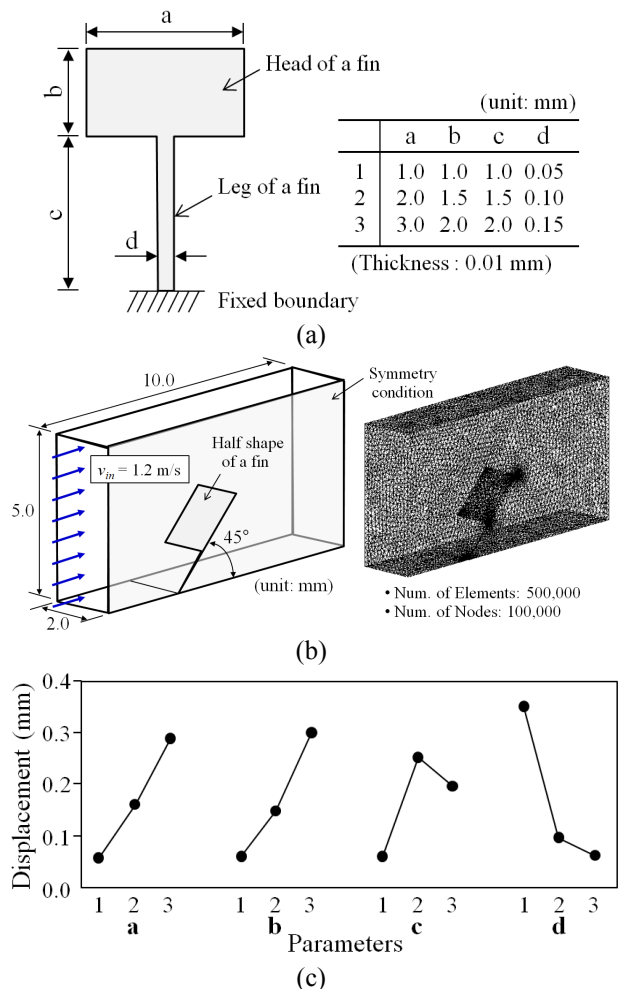 a
b
Head of a fin
(unit: mm)
a b c d
1 1.0 1.0 1.0 0.05
2 2.0 1.5 1.5 0.10
3 3.0 2.0 2.0 0.15
(Thickness : 0.01 mm)
c
Leg of a fin
d
Fixed boundary
(a)
10.0
Symmetry
condition
v_in = 1.2 m/s
Half shape
of a fin
5.0
45°
(unit: mm)
2.0
• Num. of Elements: 500,000
• Num. of Nodes: 100,000
(b)
Displacement (mm)
0.4
0.3
0.2
0.1
0.0
1 2 3 1 2 3 1 2 3 1 2 3
a b c d
Parameters
(c)